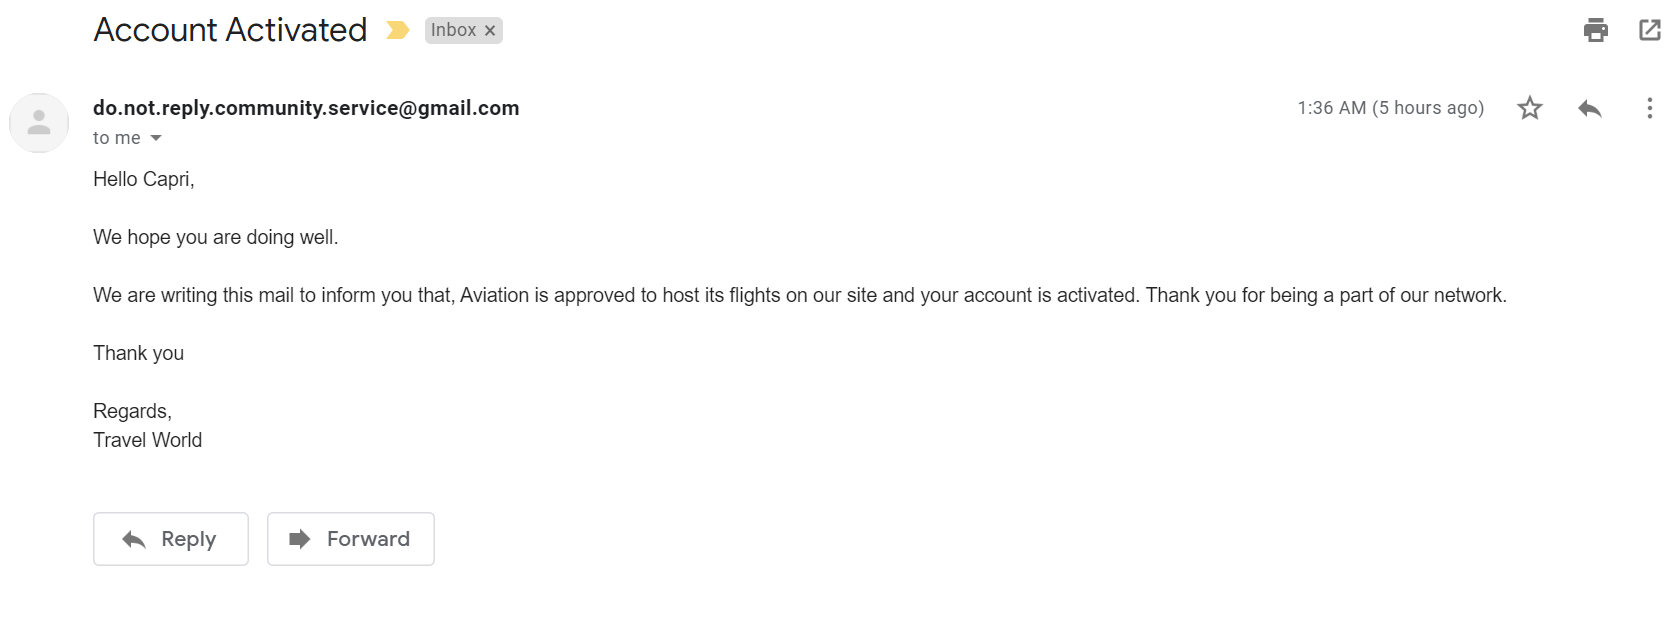 Account Activated Inbox ×
do.not.reply.community.service@gmail.com 1:36 AM (5 hours ago)
to me
Hello Capri,
We hope you are doing well.
We are writing this mail to inform you that, Aviation is approved to host its flights on our site and your account is activated. Thank you for being a part of our network.
Thank you
Regards,
Travel World
Reply Forward